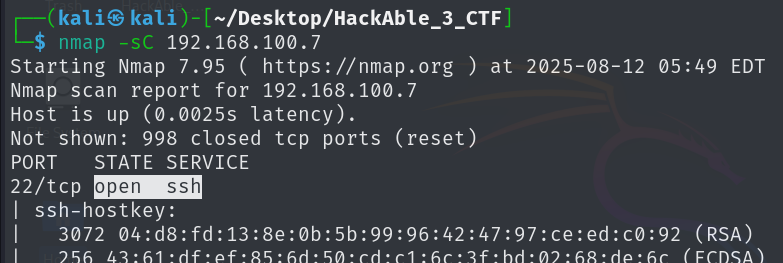 ┌──(kali㉿kali)-[~/Desktop/HackAble_3_CTF]
└─$ nmap -sC 192.168.100.7
Starting Nmap 7.95 ( https://nmap.org ) at 2025-08-12 05:49 EDT
Nmap scan report for 192.168.100.7
Host is up (0.0025s latency).
Not shown: 998 closed tcp ports (reset)
PORT   STATE SERVICE
22/tcp open  ssh
| ssh-hostkey:
|   3072 04:d8:fd:13:8e:0b:5b:99:96:42:47:97:ce:ed:c0:92 (RSA)
|   256 43:61:df:ef:85:6d:50:cd:c1:6c:3f:bd:02:68:de:6c (ECDSA)